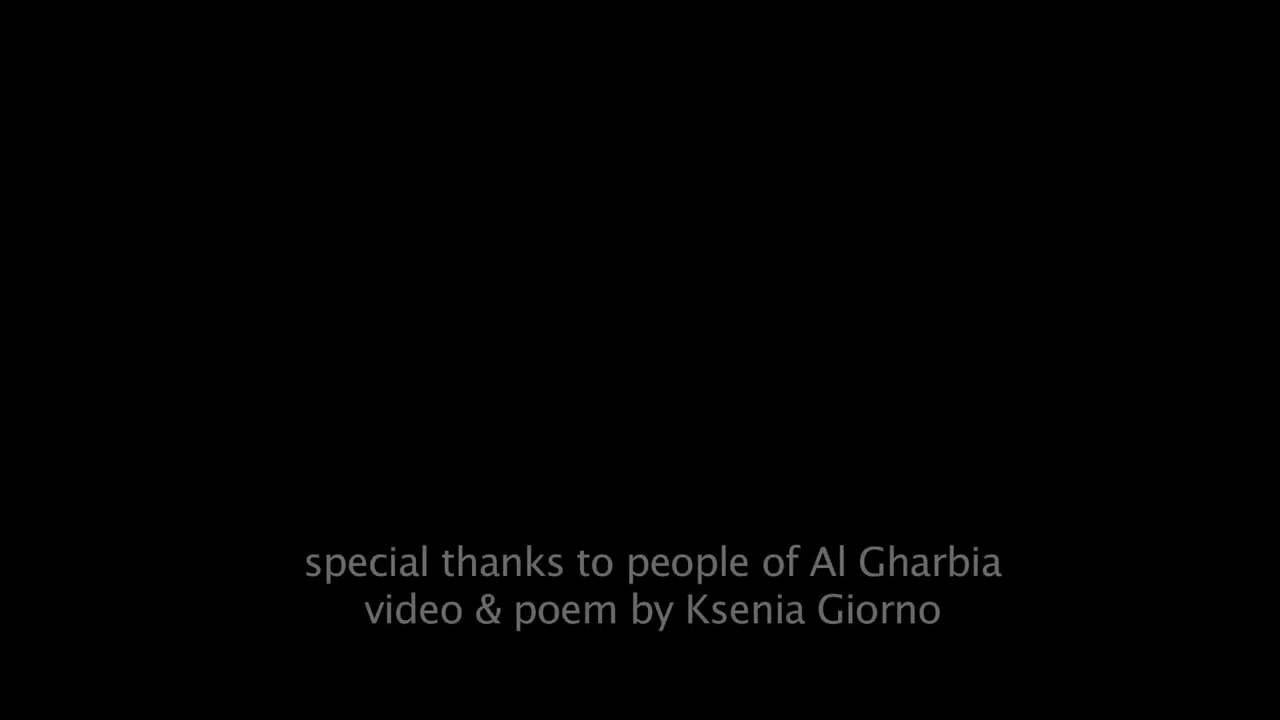 special thanks to people of Al Gharbia
video & poem by Ksenia Giorno